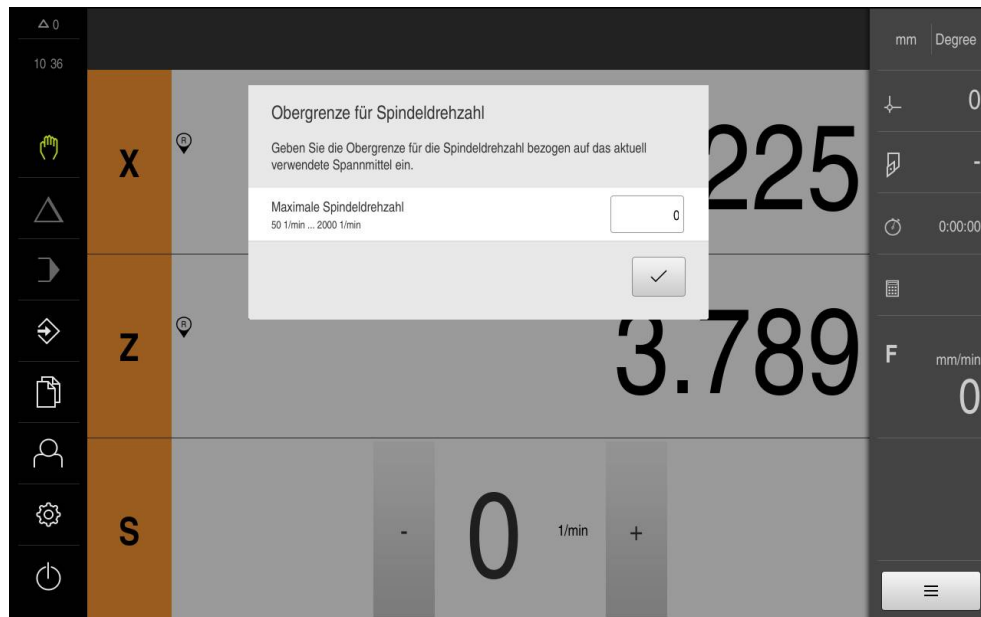 0
10 36
mm Degree
Obergrenze für Spindeldrehzahl
Geben Sie die Obergrenze für die Spindeldrehzahl bezogen auf das aktuell
verwendete Spannmittel ein.
Maximale Spindeldrehzahl
50 1/min ... 2000 1/min
0
X
R
225
0
-
0:00:00
Z
R
3.789
F
mm/min
0
S
-
0
1/min
+